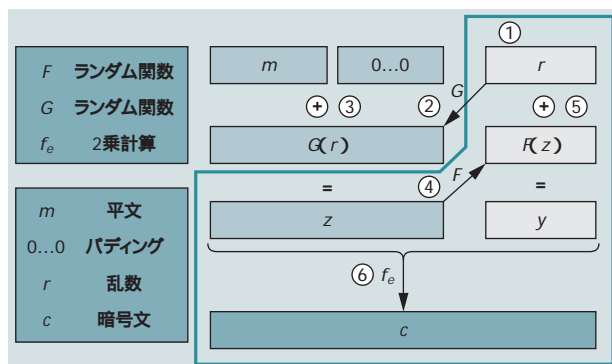 F ランダム関数
G ランダム関数
fe 2乗計算
m 平文
0…0 パディング
r 乱数
c 暗号文
①
m 0…0 r
G
+ ③ ② + ⑤
G(r) F(z)
= ④ F =
z y
⑥ fe
c